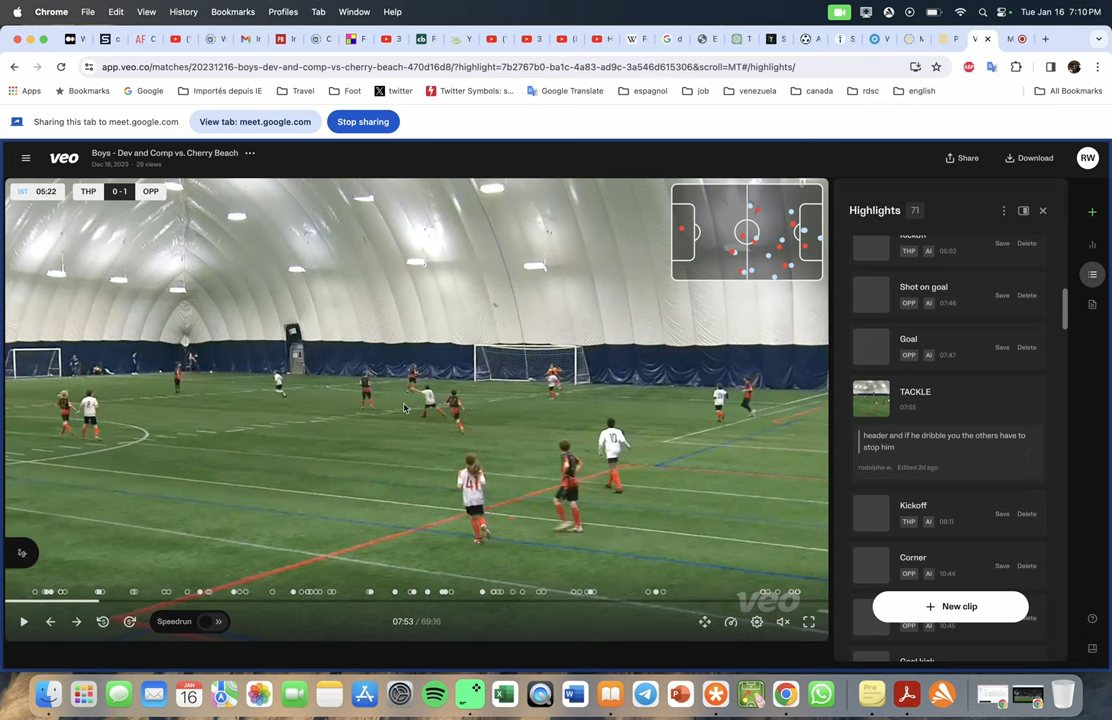 Chrome File Edit View History Bookmarks Profiles Tab Window Help Tue Jan 16 7:10 PM
app.veo.co/matches/20231216-boys-dev-and-comp-vs-cherry-beach-470d16d8/?highlight=7b2767b0-ba1c-4a83-ad9c-3a546d615306&scroll=MT#/highlights/
Apps Bookmarks Google Importés depuis IE Travel Foot twitter Twitter Symbols: s... Google Translate espagnol job venezuela canada rdsc english All Bookmarks
Sharing this tab to meet.google.com View tab: meet.google.com Stop sharing
veo Boys - Dev and Comp vs. Cherry Beach ••• Share Download RW
Dec 16, 2023 - 29 views
1ST 05:22 THP 0 - 1 OPP
Highlights 71
Kickoff
THP AI 05:02 Save Delete
Shot on goal
OPP AI 07:46 Save Delete
Goal
OPP AI 07:47 Save Delete
TACKLE
07:55
header and if he dribble you the others have to
stop him
rodolphe w. Edited 2d ago
Kickoff
THP AI 08:11 Save Delete
Corner
OPP AI 10:44 Save Delete
+ New clip
OPP AI 10:45
Goal kick
10
veo
Speedrun 07:53 / 69:16
JAN
16